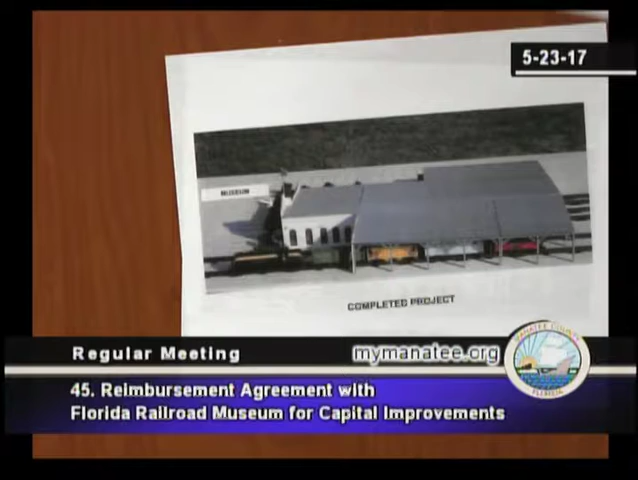 5-23-17
MUSEUM
COMPLETED PROJECT
Regular Meeting
mymanatee.org
MANATEE COUNTY
FLORIDA
45. Reimbursement Agreement with
Florida Railroad Museum for Capital Improvements